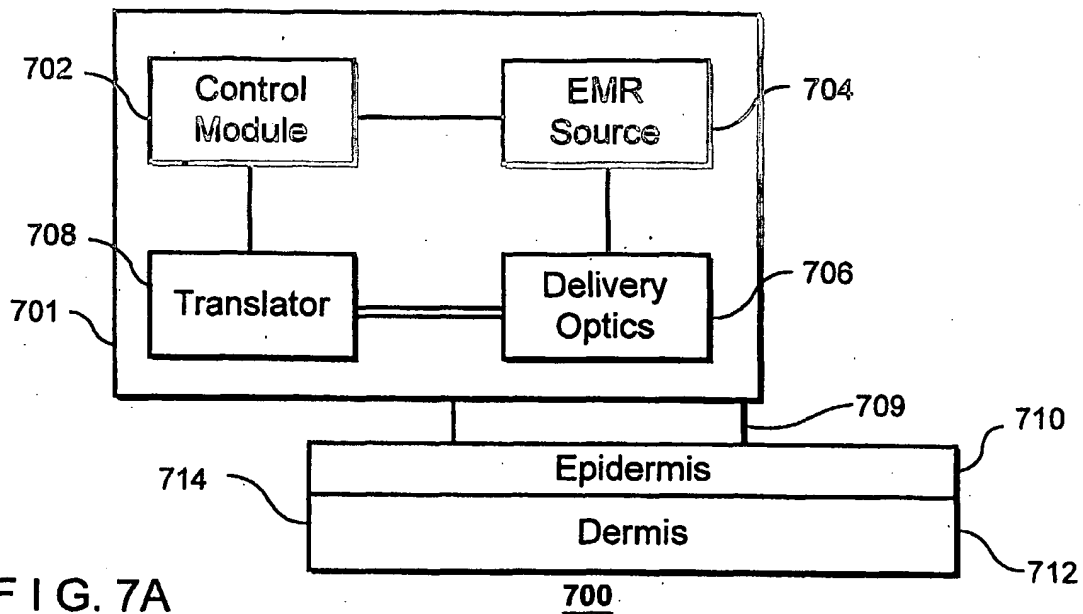 702
Control
Module
EMR
Source
704
708
Translator
Delivery
Optics
706
701
709
710
Epidermis
714
Dermis
712
FIG. 7A
700